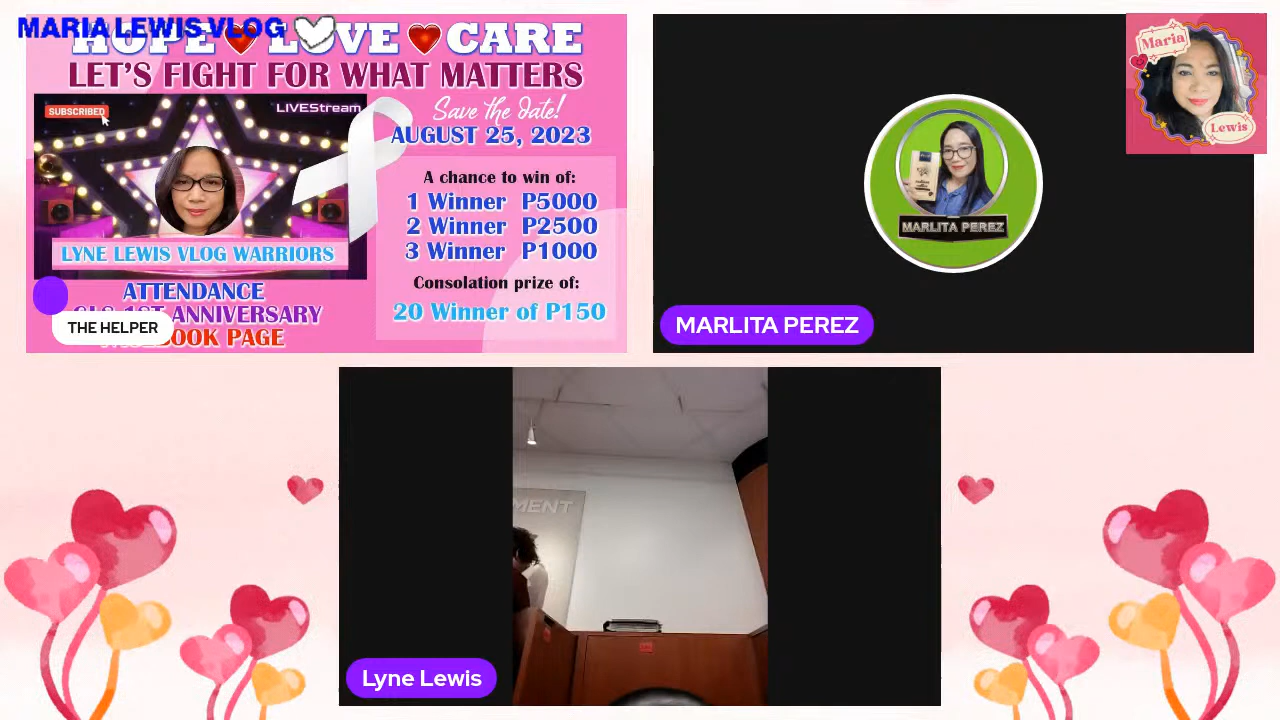 MARIA LEWIS VLOG
HOPE LOVE CARE
LET'S FIGHT FOR WHAT MATTERS
SUBSCRIBED
LIVEStream
Save the date!
AUGUST 25, 2023
A chance to win of:
1 Winner P5000
2 Winner P2500
3 Winner P1000
Consolation prize of:
20 Winner of P150
LYNE LEWIS VLOG WARRIORS
ATTENDANCE
1ST ANNIVERSARY
PAGE
THE HELPER
MARLITA PEREZ
MARLITA PEREZ
Maria
Lewis
MENT
Lyne Lewis